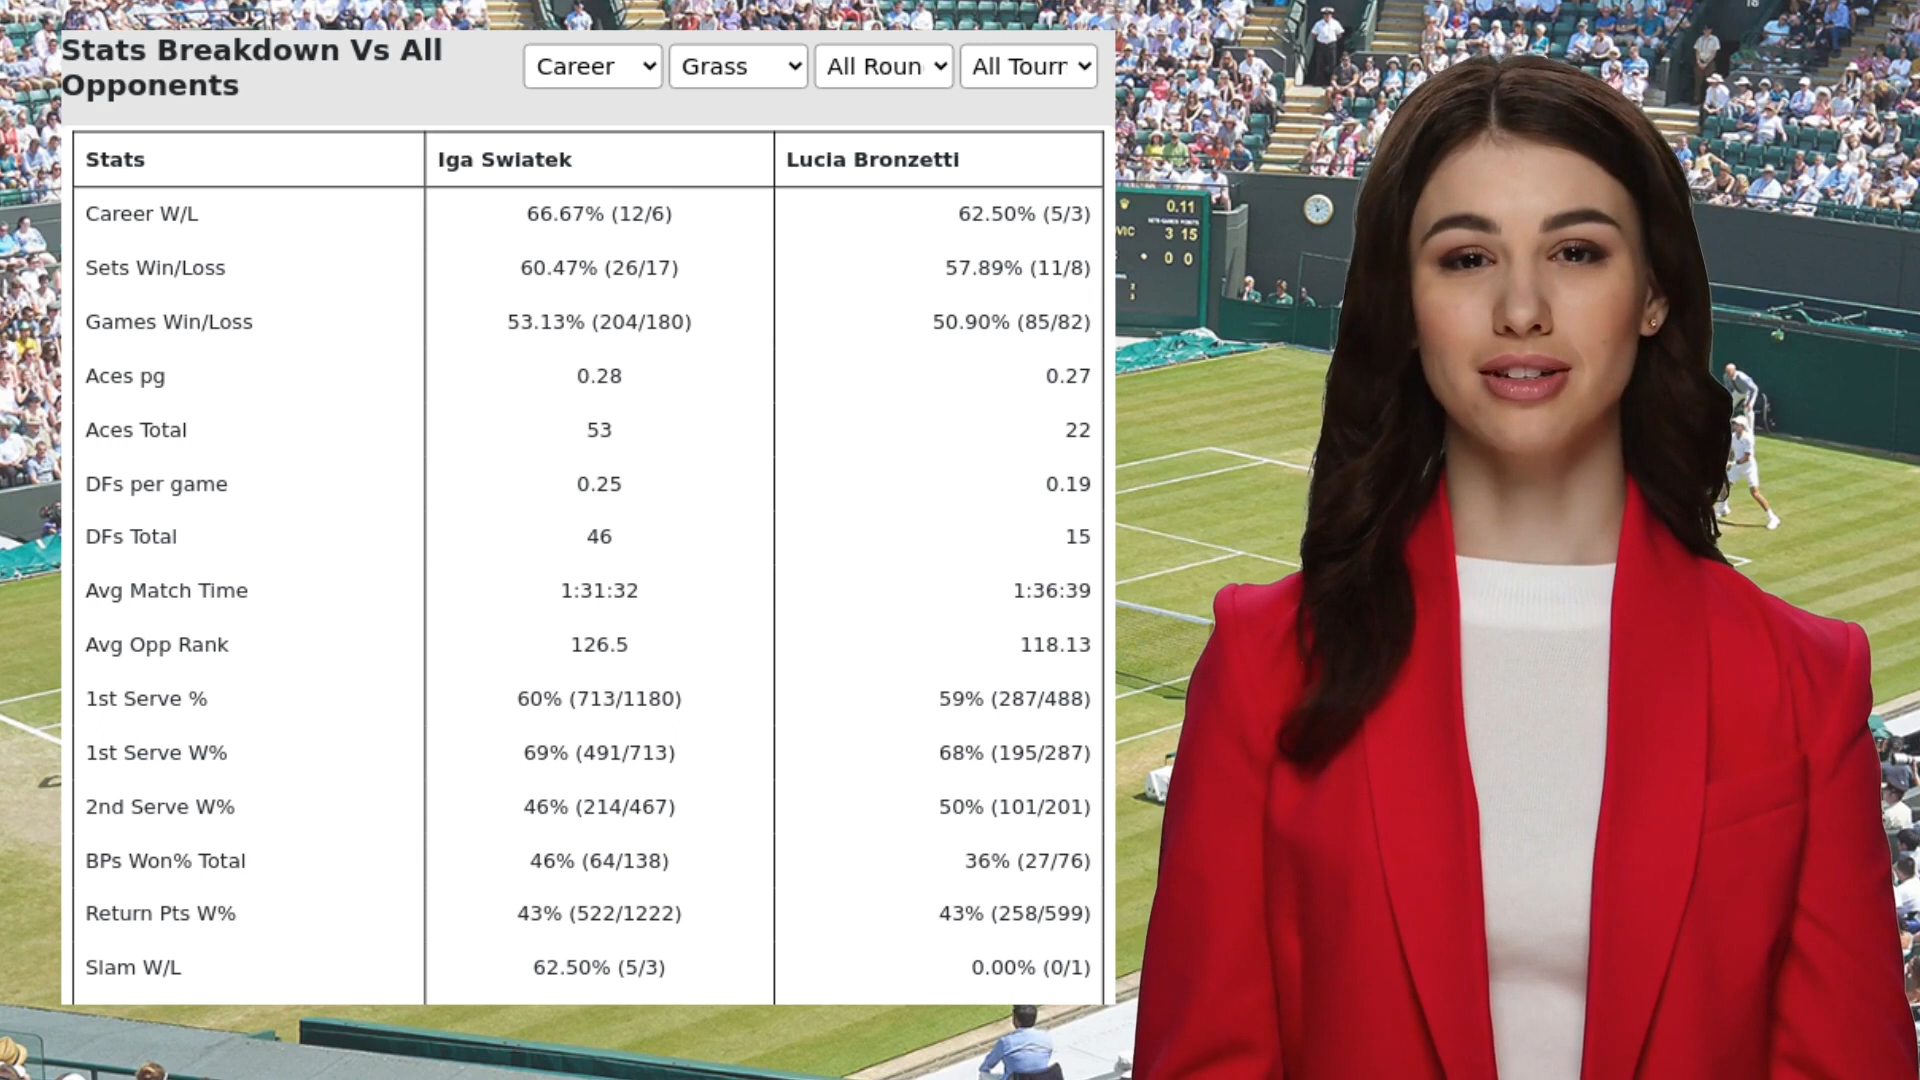 Stats Breakdown Vs All
Opponents
Career Grass All Roun All Tourr
Stats Iga Swiatek Lucia Bronzetti
Career W/L 66.67% (12/6) 62.50% (5/3)
Sets Win/Loss 60.47% (26/17) 57.89% (11/8)
Games Win/Loss 53.13% (204/180) 50.90% (85/82)
Aces pg 0.28 0.27
Aces Total 53 22
DFs per game 0.25 0.19
DFs Total 46 15
Avg Match Time 1:31:32 1:36:39
Avg Opp Rank 126.5 118.13
1st Serve % 60% (713/1180) 59% (287/488)
1st Serve W% 69% (491/713) 68% (195/287)
2nd Serve W% 46% (214/467) 50% (101/201)
BPs Won% Total 46% (64/138) 36% (27/76)
Return Pts W% 43% (522/1222) 43% (258/599)
Slam W/L 62.50% (5/3) 0.00% (0/1)
18
0.11
VIC 3 15
0 0